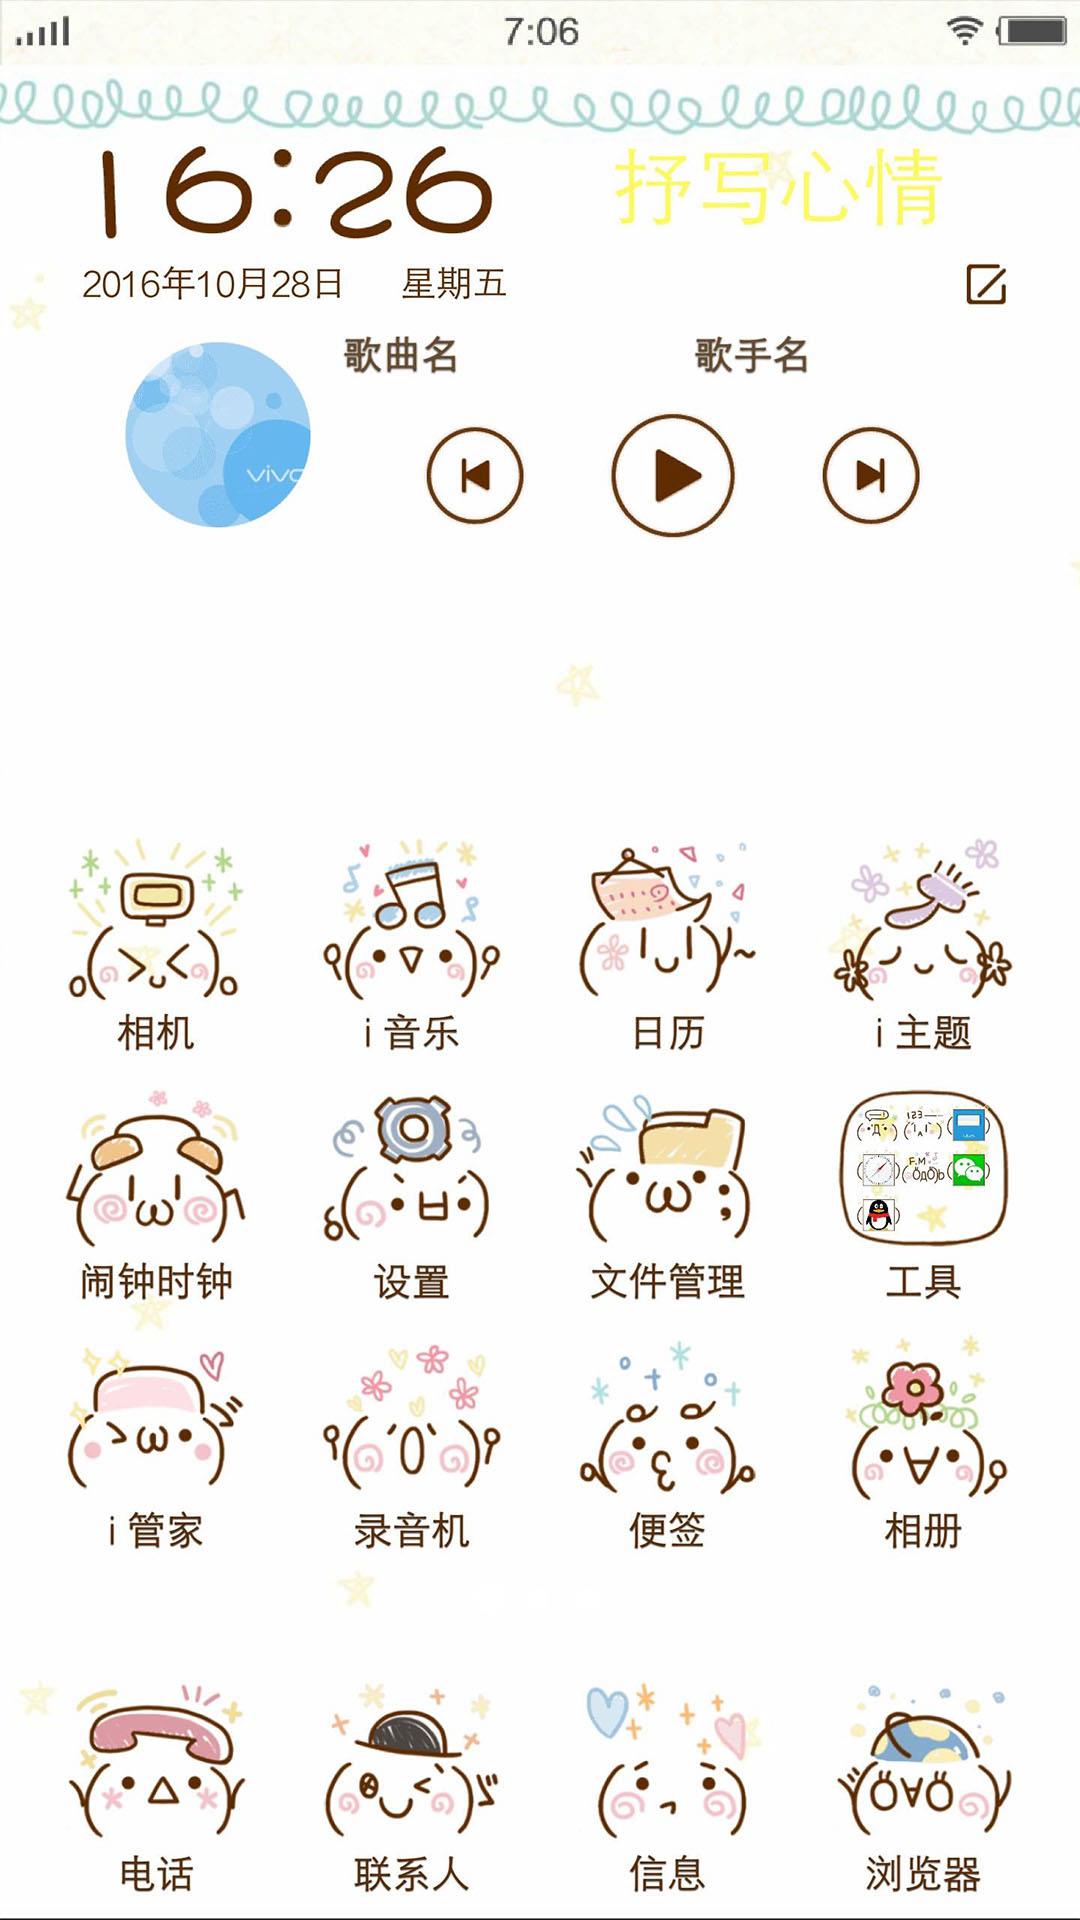 7:06
16:26
抒写心情
2016年10月28日 星期五
歌曲名 歌手名
vivo
相机 i 音乐 日历 i 主题
闹钟时钟 设置 文件管理 工具
i 管家 录音机 便签 相册
电话 联系人 信息 浏览器